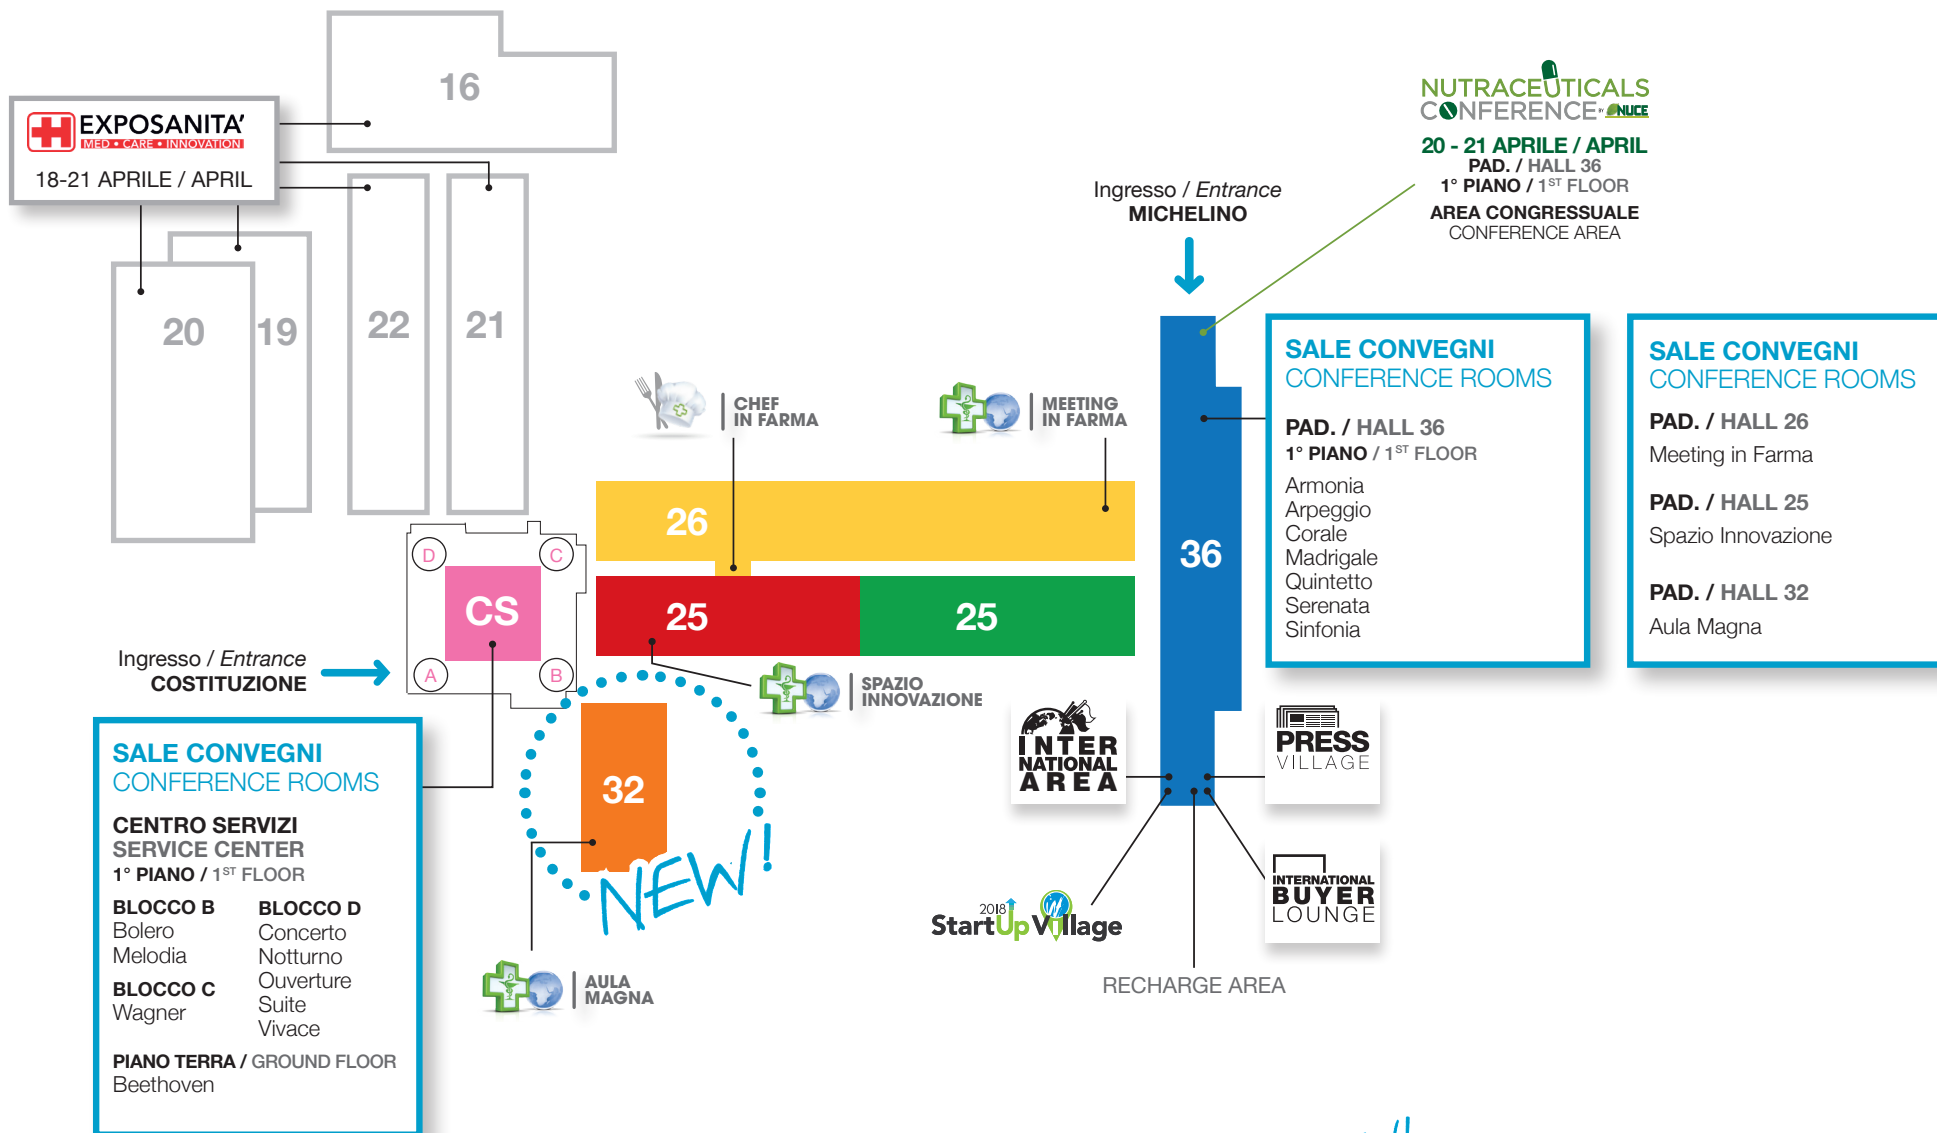 16
EXPOSANITA'
MED • CARE • INNOVATION
18-21 APRILE / APRIL
20
19
22
21
NUTRACEUTICALS
CONFERENCE BY NUCE
20 - 21 APRILE / APRIL
PAD. / HALL 36
1° PIANO / 1ST FLOOR
AREA CONGRESSUALE
CONFERENCE AREA
Ingresso / Entrance
MICHELINO
CHEF
IN FARMA
MEETING
IN FARMA
26
25
25
36
SALE CONVEGNI
CONFERENCE ROOMS
PAD. / HALL 36
1° PIANO / 1ST FLOOR
Armonia
Arpeggio
Corale
Madrigale
Quintetto
Serenata
Sinfonia
SALE CONVEGNI
CONFERENCE ROOMS
PAD. / HALL 26
Meeting in Farma
PAD. / HALL 25
Spazio Innovazione
PAD. / HALL 32
Aula Magna
D
C
CS
A
B
Ingresso / Entrance
COSTITUZIONE
SPAZIO
INNOVAZIONE
32
NEW!
AULA
MAGNA
SALE CONVEGNI
CONFERENCE ROOMS
CENTRO SERVIZI
SERVICE CENTER
1° PIANO / 1ST FLOOR
BLOCCO B
Bolero
Melodia
BLOCCO C
Wagner
BLOCCO D
Concerto
Notturno
Ouverture
Suite
Vivace
PIANO TERRA / GROUND FLOOR
Beethoven
INTER
NATIONAL
AREA
PRESS
VILLAGE
2018
StartUp Village
INTERNATIONAL
BUYER
LOUNGE
RECHARGE AREA